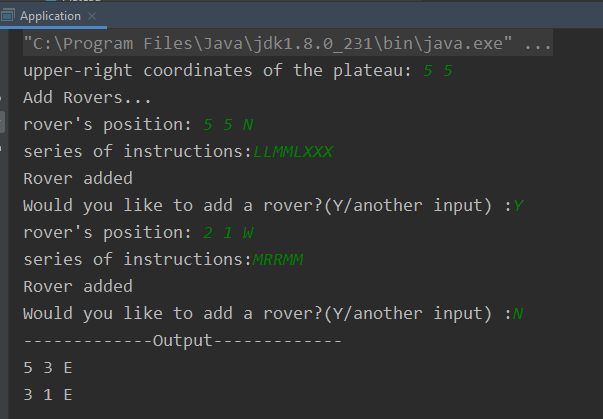 Application ×
"C:\Program Files\Java\jdk1.8.0_231\bin\java.exe" ...
upper-right coordinates of the plateau: 5 5
Add Rovers...
rover's position: 5 5 N
series of instructions:LLMMLXXX
Rover added
Would you like to add a rover?(Y/another input) :Y
rover's position: 2 1 W
series of instructions:MRRMM
Rover added
Would you like to add a rover?(Y/another input) :N
-------------Output-------------
5 3 E
3 1 E